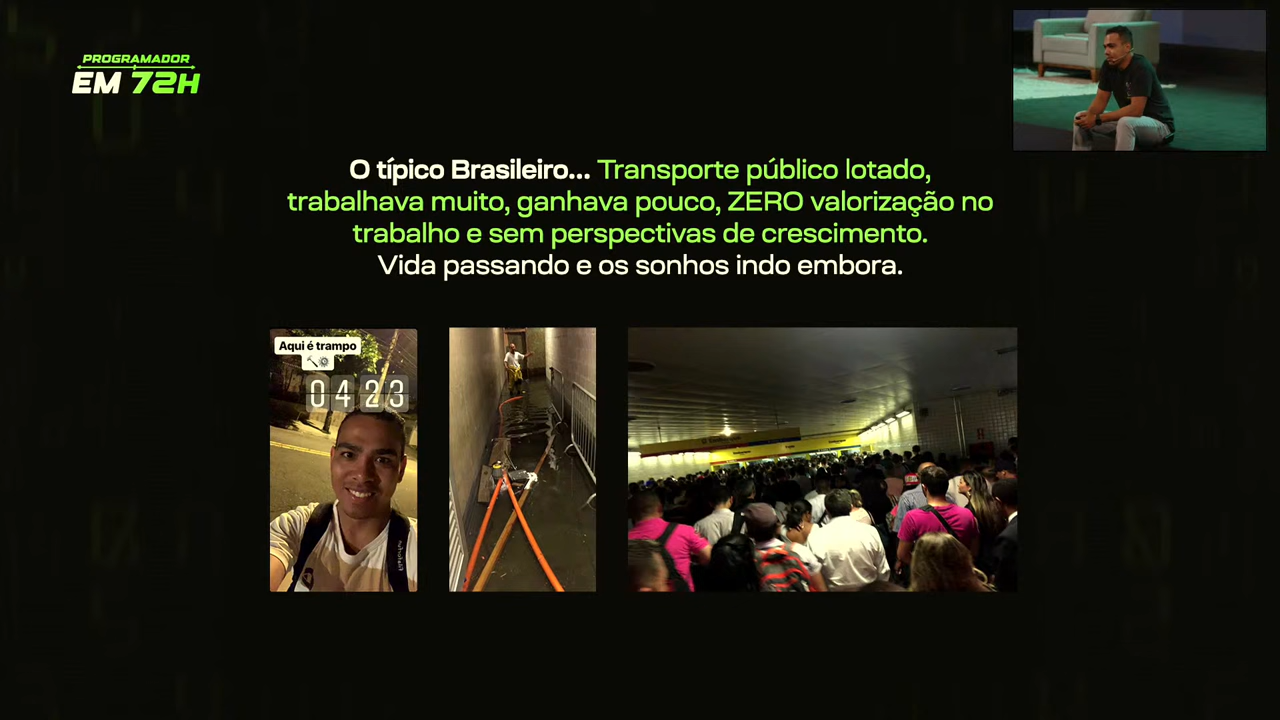 PROGRAMADOR
EM 72H
O típico Brasileiro... Transporte público lotado,
trabalhava muito, ganhava pouco, ZERO valorização no
trabalho e sem perspectivas de crescimento.
Vida passando e os sonhos indo embora.
Aqui é trampo
04 23